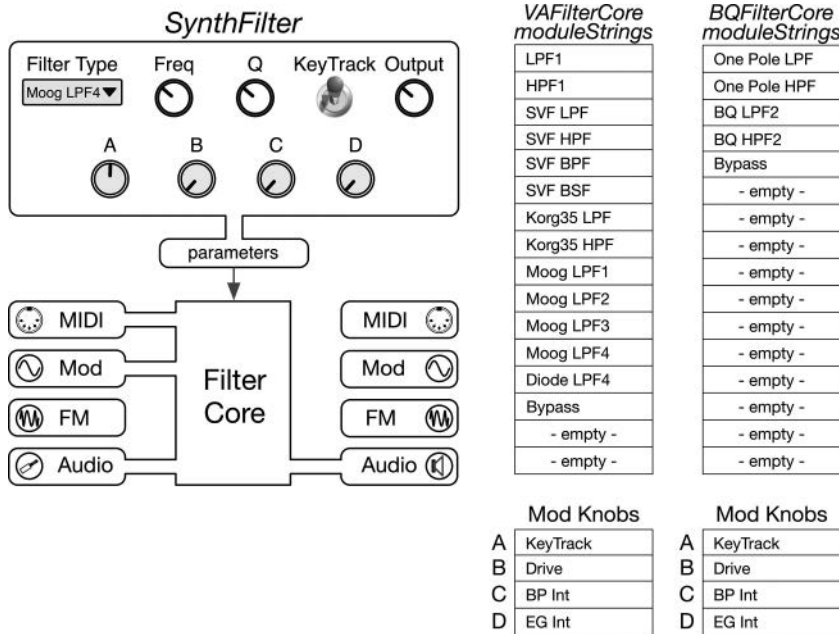 SynthFilter
Filter Type Freq Q KeyTrack Output
Moog LPF4
A B C D
parameters
MIDI
Mod
FM
Audio
Filter
Core
MIDI
Mod
FM
Audio
VAFilterCore
moduleStrings
LPF1
HPF1
SVF LPF
SVF HPF
SVF BPF
SVF BSF
Korg35 LPF
Korg35 HPF
Moog LPF1
Moog LPF2
Moog LPF3
Moog LPF4
Diode LPF4
Bypass
- empty -
- empty -
Mod Knobs
A KeyTrack
B Drive
C BP Int
D EG Int
BQFilterCore
moduleStrings
One Pole LPF
One Pole HPF
BQ LPF2
BQ HPF2
Bypass
- empty -
- empty -
- empty -
- empty -
- empty -
- empty -
- empty -
- empty -
- empty -
- empty -
- empty -
Mod Knobs
A KeyTrack
B Drive
C BP Int
D EG Int